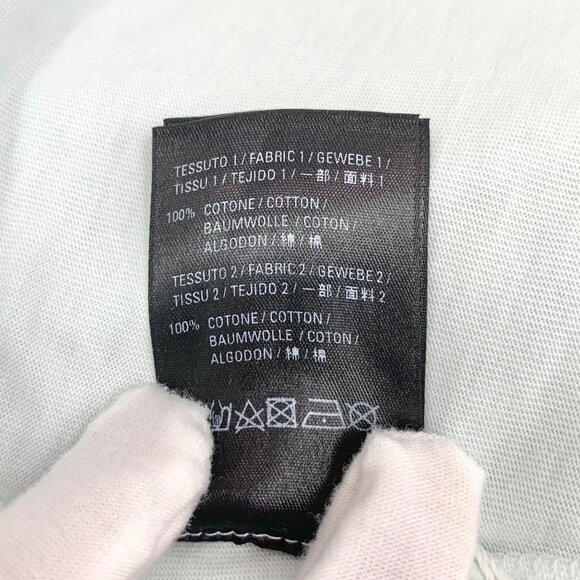 TESSUTO 1 / FABRIC 1 / GEWEBE 1 /
TISSU 1 / TEJIDO 1 / 一部 / 面料 1
100% COTONE / COTTON /
BAUMWOLLE / COTON /
ALGODON / 綿 / 棉
TESSUTO 2 / FABRIC 2 / GEWEBE 2 /
TISSU 2 / TEJIDO 2 / 一部 / 面料 2
100% COTONE / COTTON /
BAUMWOLLE / COTON /
ALGODON / 綿 / 棉